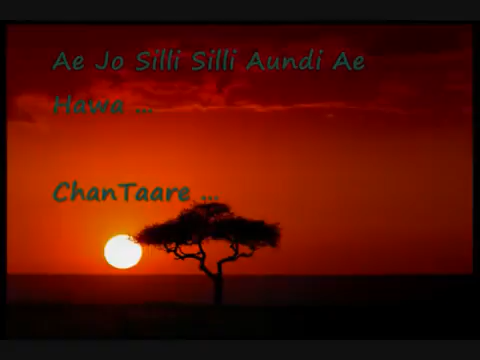 Ae Jo Silli Silli Aundi Ae
Hawa ...
ChanTaare ...